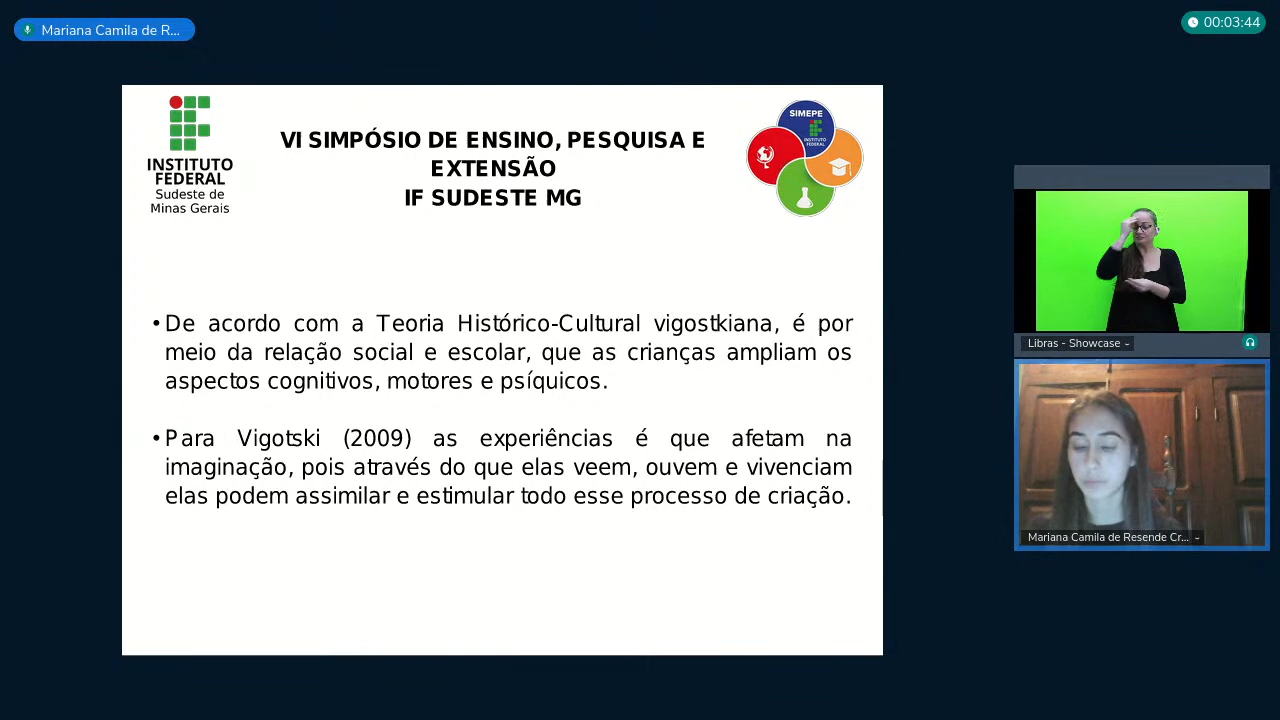 Mariana Camila de R...
00:03:44
INSTITUTO
FEDERAL
Sudeste de
Minas Gerais
VI SIMPÓSIO DE ENSINO, PESQUISA E
EXTENSÃO
IF SUDESTE MG
SIMEPE
INSTITUTO
FEDERAL
• De acordo com a Teoria Histórico-Cultural vigostkiana, é por
meio da relação social e escolar, que as crianças ampliam os
aspectos cognitivos, motores e psíquicos.
• Para Vigotski (2009) as experiências é que afetam na
imaginação, pois através do que elas veem, ouvem e vivenciam
elas podem assimilar e estimular todo esse processo de criação.
Libras - Showcase
Mariana Camila de Resende Cr...